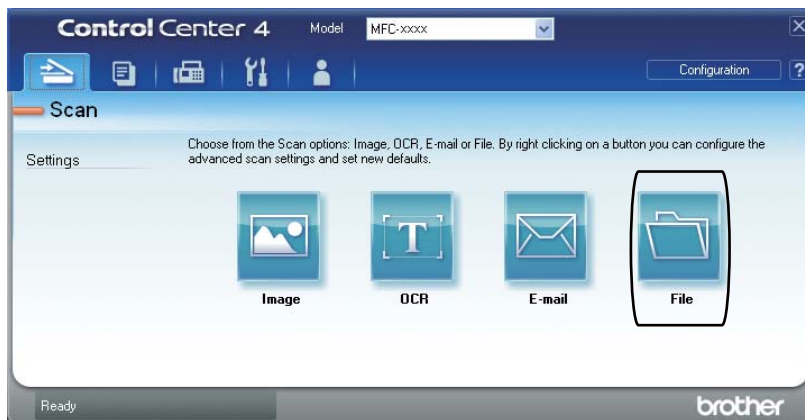 Control Center 4 Model MFC-xxxx
Configuration ?
Scan
Choose from the Scan options: Image, OCR, E-mail or File. By right clicking on a button you can configure the
Settings advanced scan settings and set new defaults.
T
Image OCR E-mail File
Ready brother